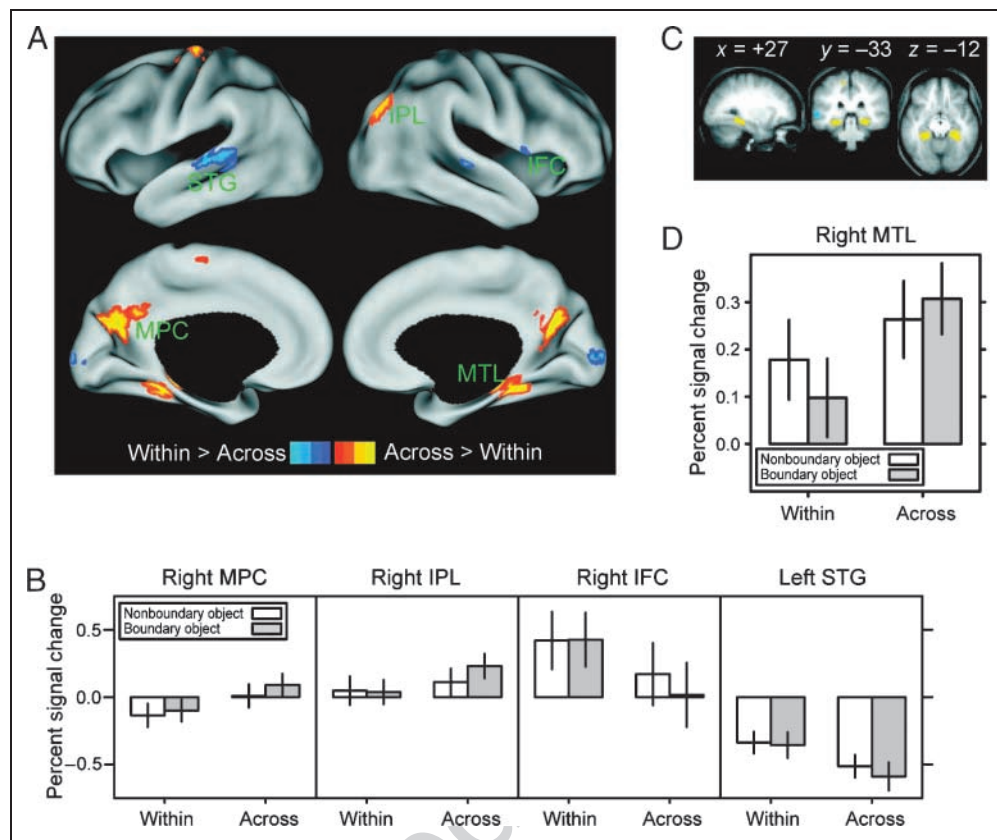 A
IPL
IFC
STG
MPC
MTL
Within > Across
Across > Within
C
x = +27 y = –33 z = –12
D
Right MTL
Percent signal change
0.3
0.2
0.1
0.0
Nonboundary object
Boundary object
Within Across
B
Right MPC Right IPL Right IFC Left STG
Percent signal change
0.5
0.0
–0.5
Nonboundary object
Boundary object
Within Across Within Across Within Across Within Across